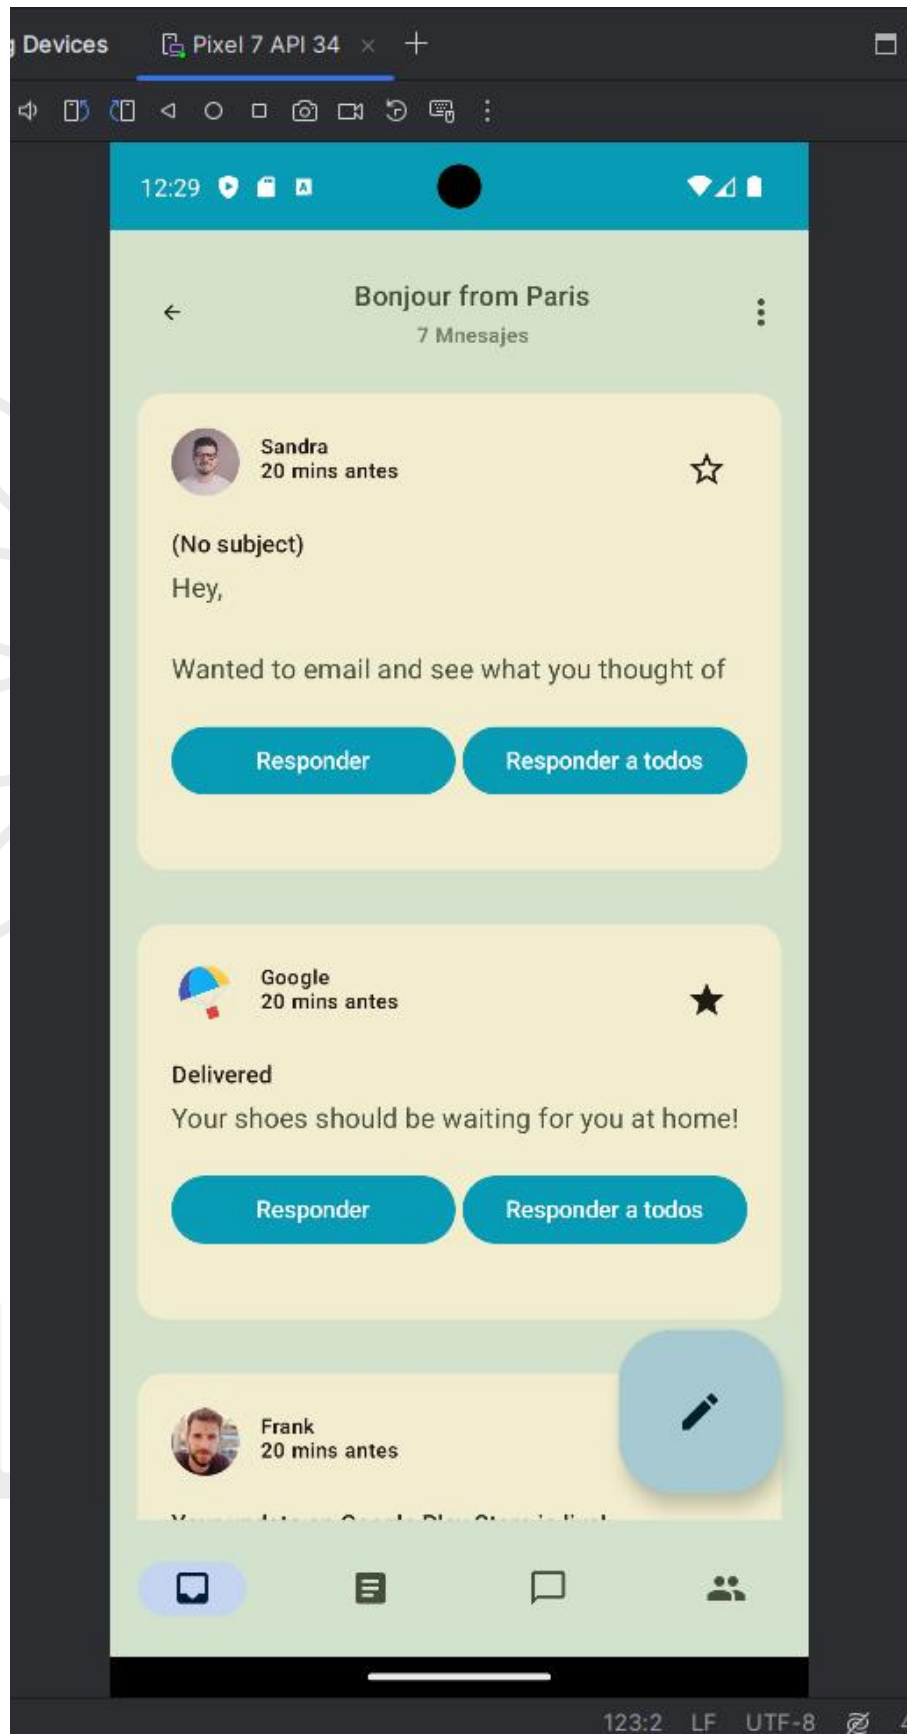 Devices
Pixel 7 API 34
12:29
A
Bonjour from Paris
7 Mnesajes
Sandra
20 mins antes
(No subject)
Hey,
Wanted to email and see what you thought of
Responder
Responder a todos
Google
20 mins antes
Delivered
Your shoes should be waiting for you at home!
Responder
Responder a todos
Frank
20 mins antes
123:2 LF UTF-8